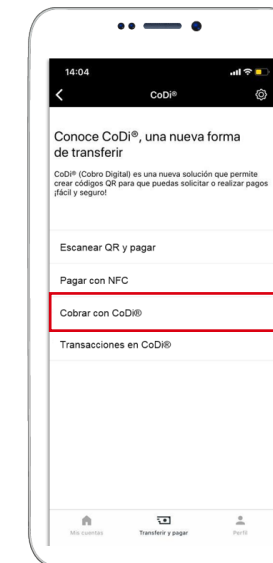 14:04
CoDi®
Conoce CoDi®, una nueva forma
de transferir
CoDi® (Cobro Digital) es una nueva solución que permite
crear códigos QR para que puedas solicitar o realizar pagos
¡fácil y seguro!
Escanear QR y pagar
Pagar con NFC
Cobrar con CoDi®
Transacciones en CoDi®
Mis cuentas
Transferir y pagar
Perfil